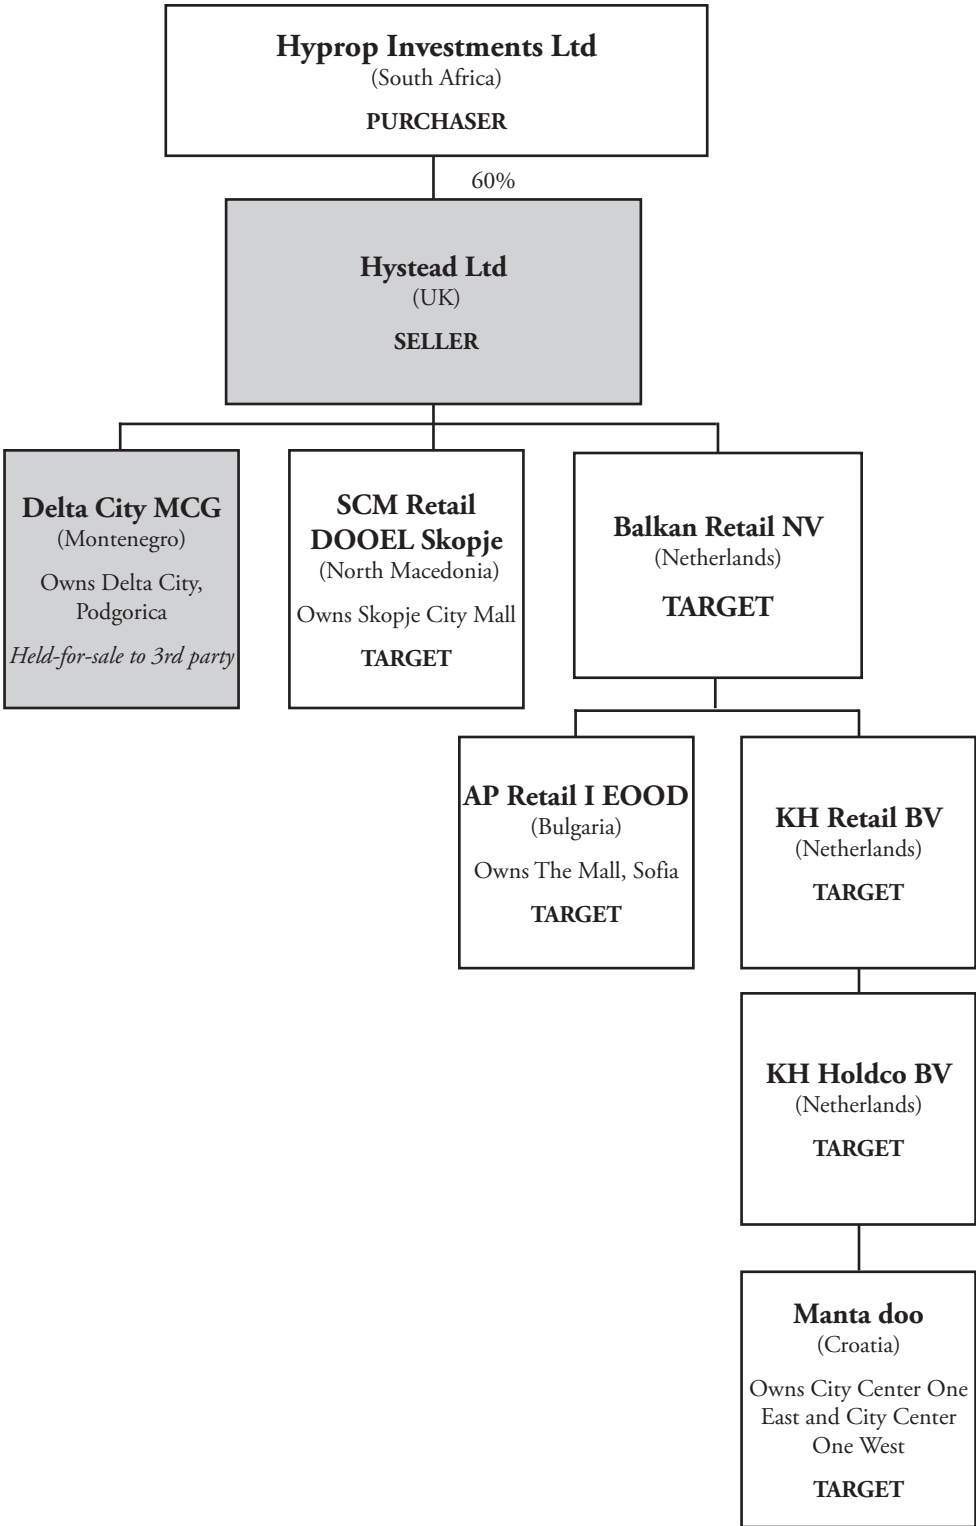 Hyprop Investments Ltd
(South Africa)
PURCHASER
60%
Hystead Ltd
(UK)
SELLER
Delta City MCG
(Montenegro)
Owns Delta City,
Podgorica
Held-for-sale to 3rd party
SCM Retail
DOOEL Skopje
(North Macedonia)
Owns Skopje City Mall
TARGET
Balkan Retail NV
(Netherlands)
TARGET
AP Retail I EOOD
(Bulgaria)
Owns The Mall, Sofia
TARGET
KH Retail BV
(Netherlands)
TARGET
KH Holdco BV
(Netherlands)
TARGET
Manta doo
(Croatia)
Owns City Center One
East and City Center
One West
TARGET